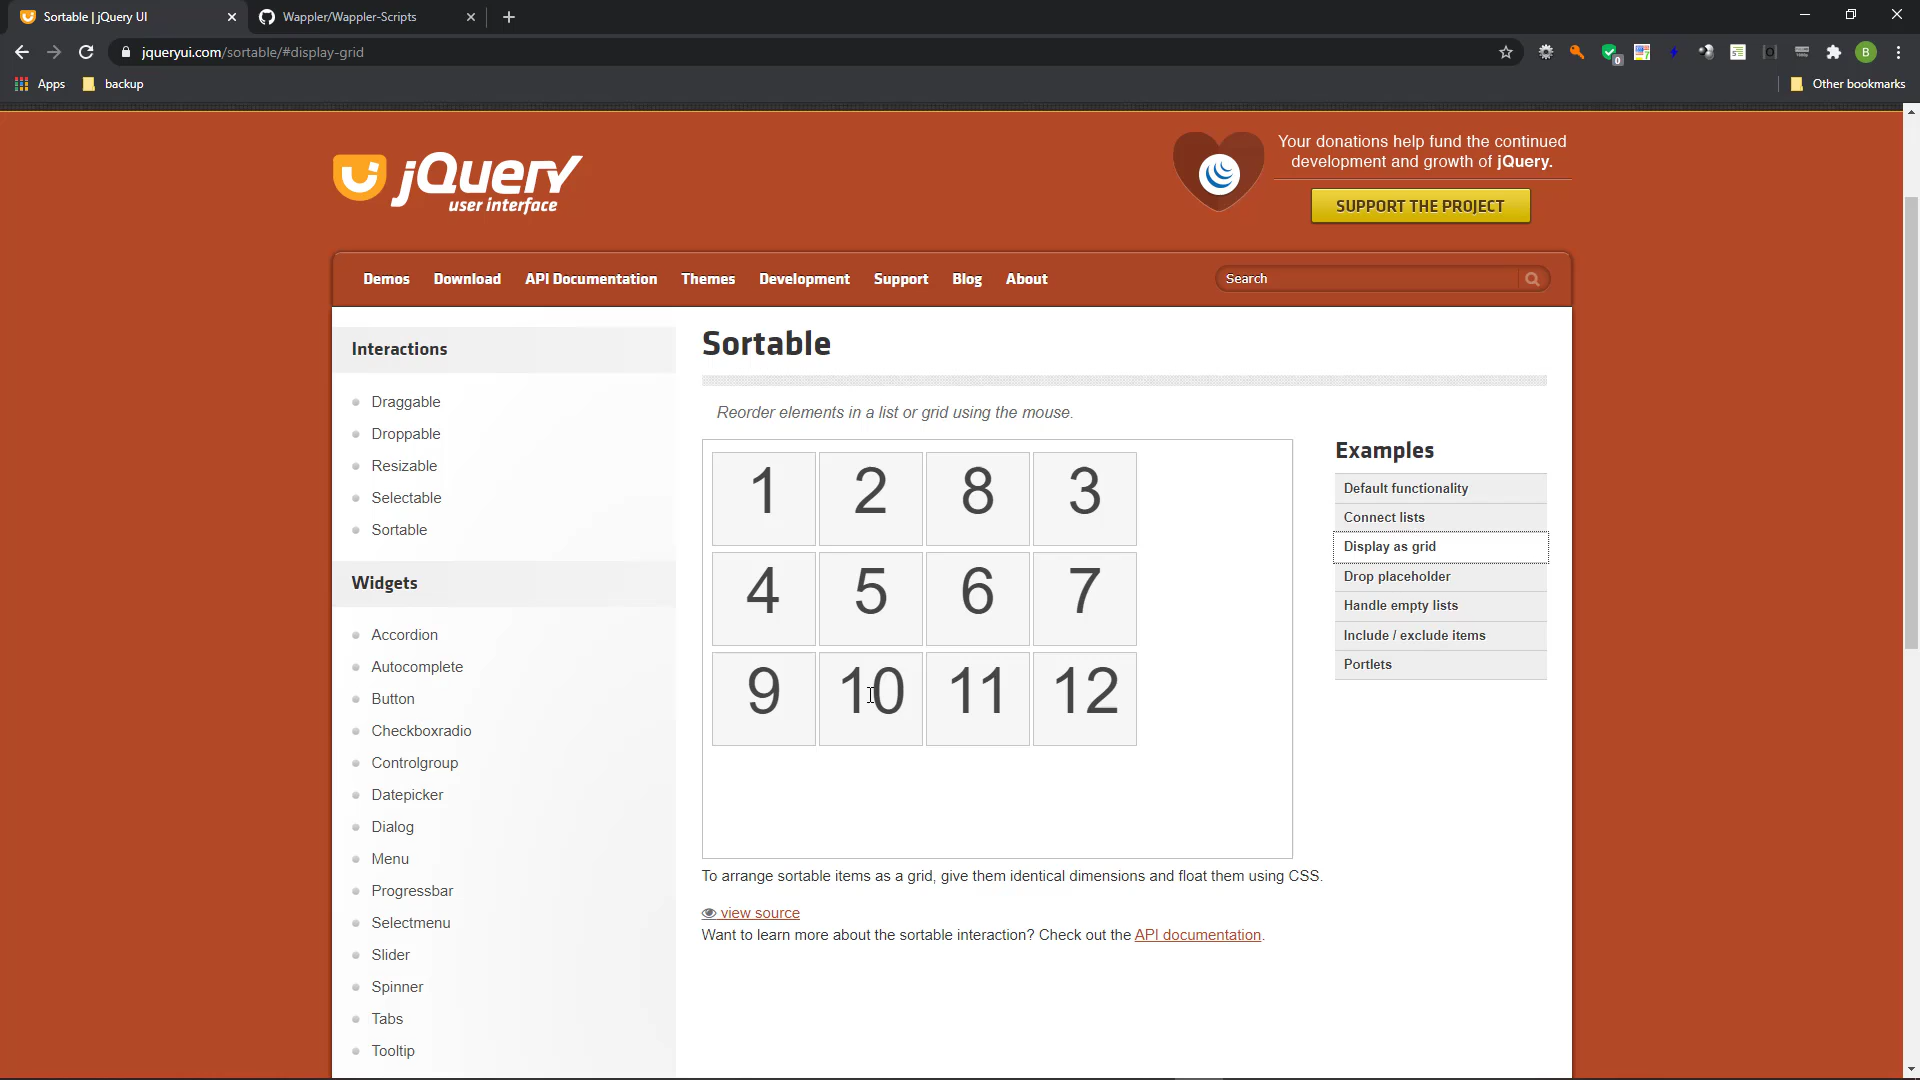 Sortable | jQuery UI
Wappler/Wappler-Scripts
jqueryui.com/sortable/#display-grid
0
B
Apps
backup
Other bookmarks
jQuery
user interface
Your donations help fund the continued
development and growth of jQuery.
SUPPORT THE PROJECT
Demos
Download
API Documentation
Themes
Development
Support
Blog
About
Search
Interactions
Draggable
Droppable
Resizable
Selectable
Sortable
Widgets
Accordion
Autocomplete
Button
Checkboxradio
Controlgroup
Datepicker
Dialog
Menu
Progressbar
Selectmenu
Slider
Spinner
Tabs
Tooltip
Sortable
Reorder elements in a list or grid using the mouse.
1 2 8 3
4 5 6 7
9 10 11 12
To arrange sortable items as a grid, give them identical dimensions and float them using CSS.
view source
Want to learn more about the sortable interaction? Check out the API documentation.
Examples
Default functionality
Connect lists
Display as grid
Drop placeholder
Handle empty lists
Include / exclude items
Portlets